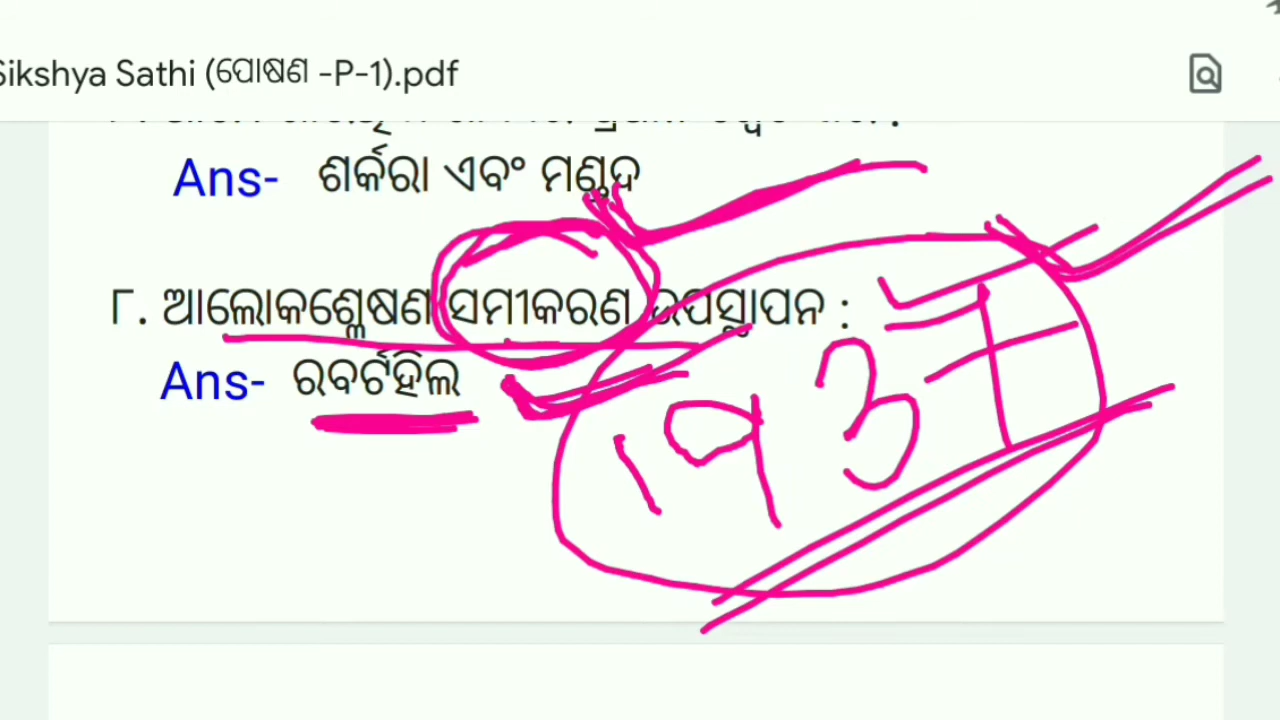 Sikshya Sathi (ପୋଷଣ -P-1).pdf
Ans- ଶର୍କରା ଏବଂ ମଣ୍ଡଦ
୮. ଆଲୋକଶ୍ଳେଷଣ ସମୀକରଣ ଉପସ୍ଥାପନ :
Ans- ରବର୍ଟହିଲ
1937